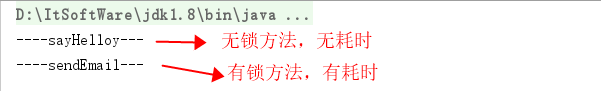 D:\ItSoftWare\jdk1.8\bin\java ...
----sayHelloy--- 无锁方法，无耗时
----sendEmail--- 有锁方法，有耗时